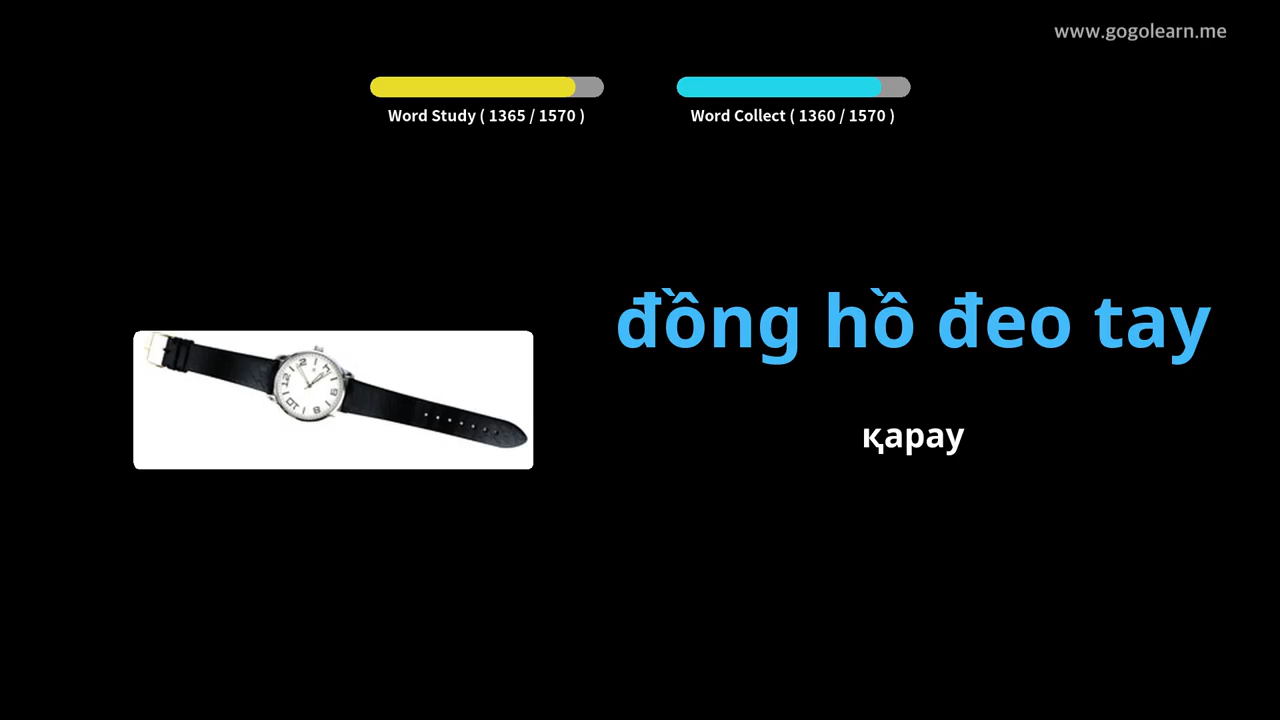 www.gogolearn.me
Word Study ( 1365 / 1570 )
Word Collect ( 1360 / 1570 )
đồng hồ đeo tay
қарау